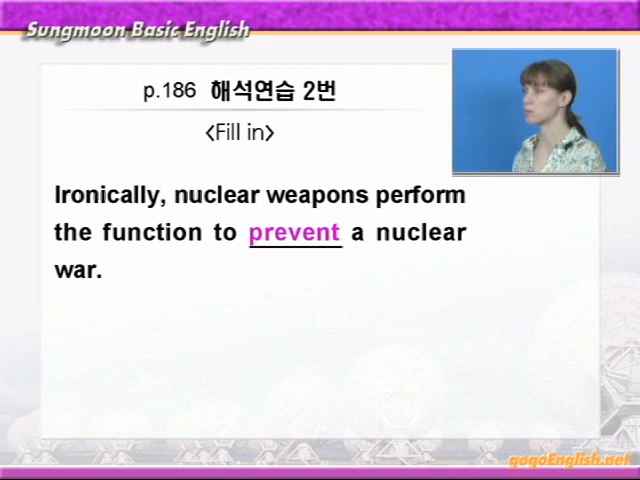 Sungmoon Basic English
p.186 해석연습 2번
<Fill in>
Ironically, nuclear weapons perform
the function to prevent a nuclear
war.
gogoEnglish.net